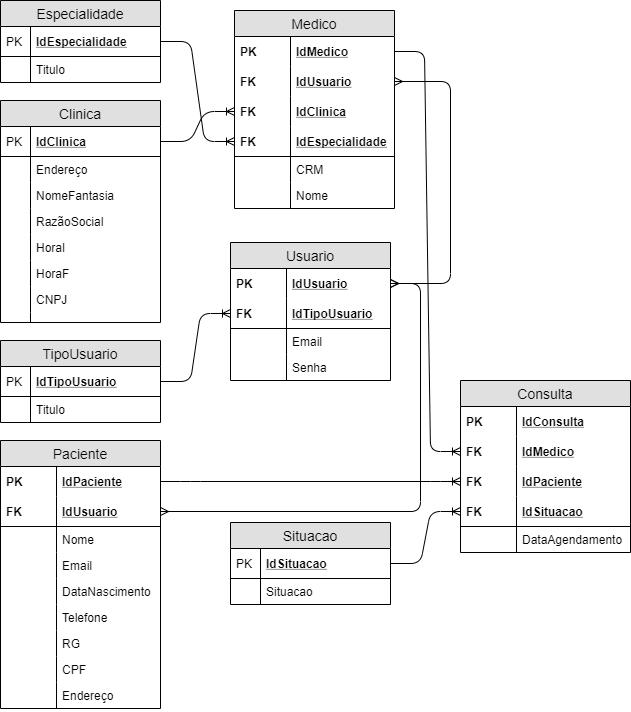 Especialidade
PK IdEspecialidade
Titulo
Clinica
PK IdClinica
Endereço
NomeFantasia
RazãoSocial
HoraI
HoraF
CNPJ
TipoUsuario
PK IdTipoUsuario
Titulo
Paciente
PK IdPaciente
FK IdUsuario
Nome
Email
DataNascimento
Telefone
RG
CPF
Endereço
Medico
PK IdMedico
FK IdUsuario
FK IdClinica
FK IdEspecialidade
CRM
Nome
Usuario
PK IdUsuario
FK IdTipoUsuario
Email
Senha
Situacao
PK IdSituacao
Situacao
Consulta
PK IdConsulta
FK IdMedico
FK IdPaciente
FK IdSituacao
DataAgendamento